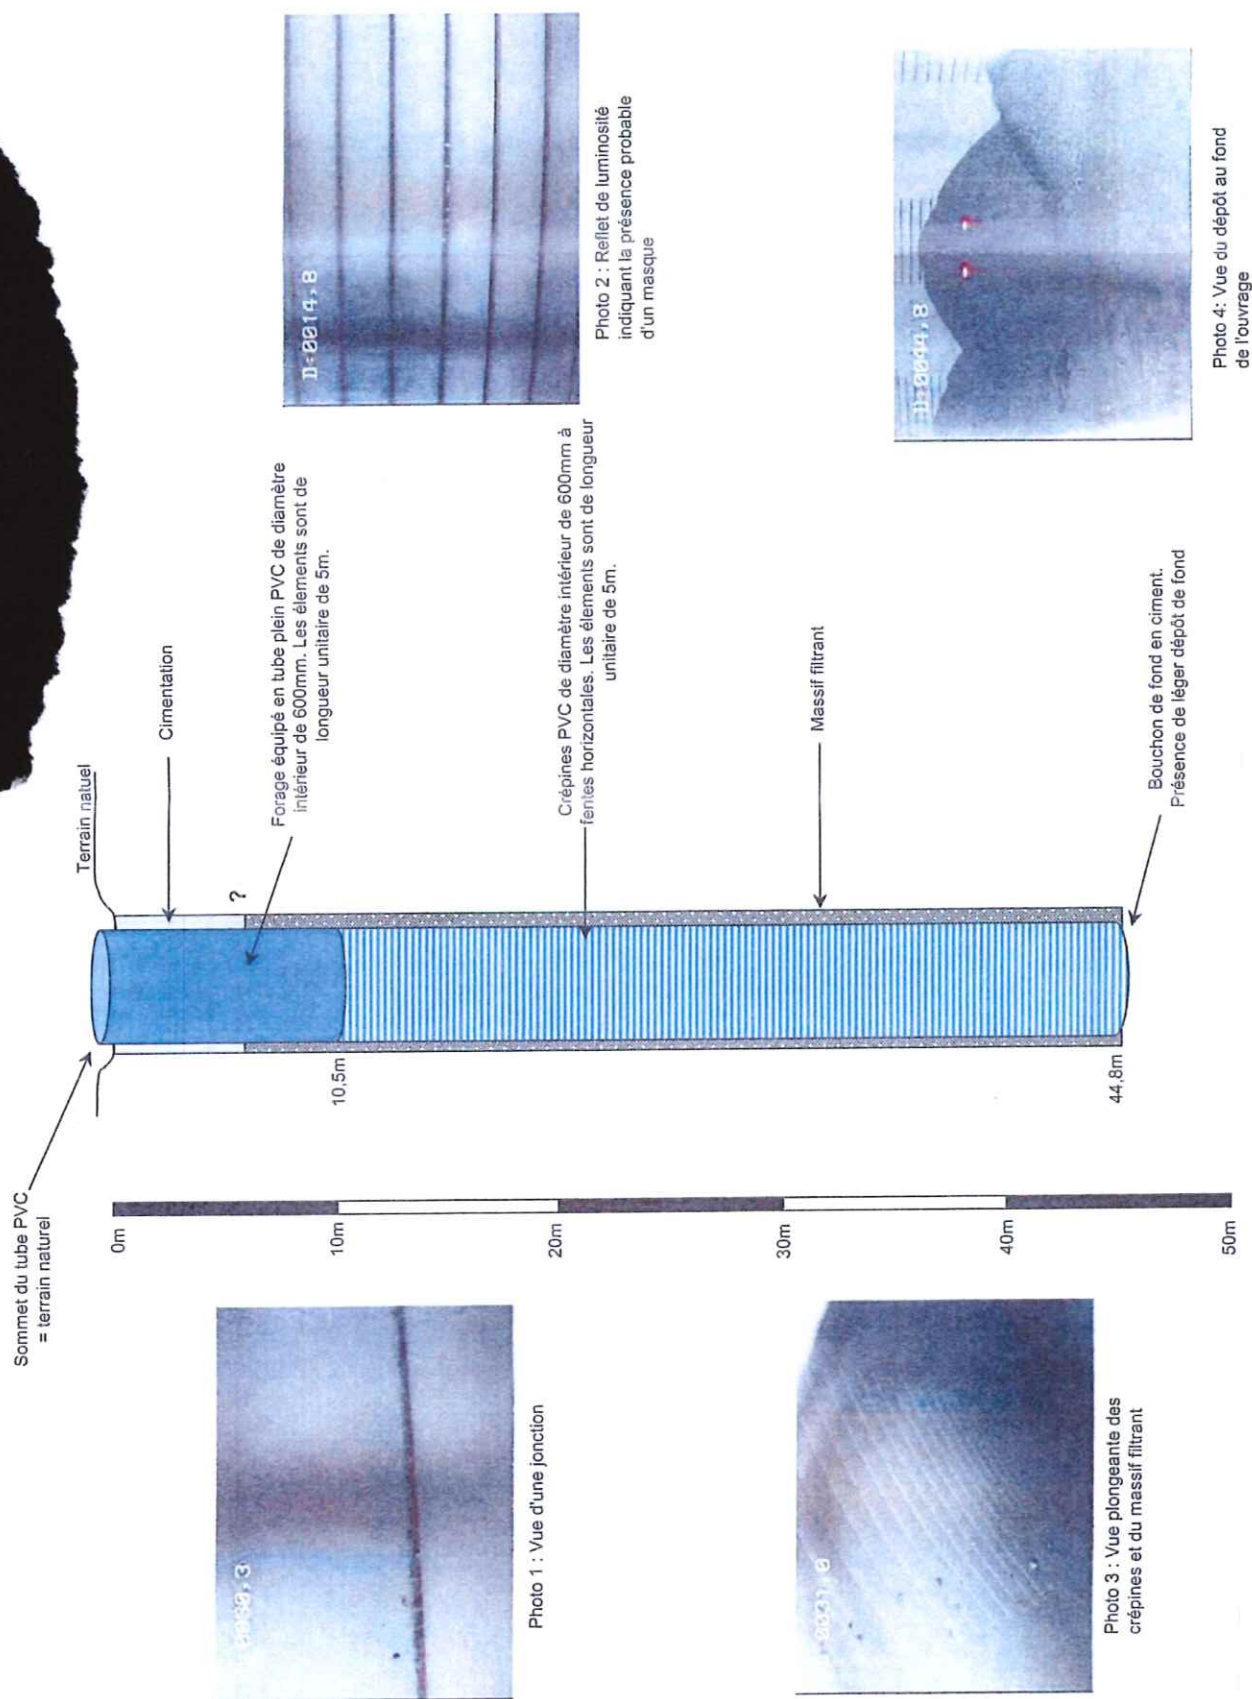 Sommet du tube PVC
= terrain naturel
Terrain natuel
Cimentation
Forage équipé en tube plein PVC de diamètre
intérieur de 600mm. Les élements sont de
longueur unitaire de 5m.
?
Crépines PVC de diamètre intérieur de 600mm à
fentes horizontales. Les élements sont de longueur
unitaire de 5m.
Massif filtrant
Bouchon de fond en ciment.
Présence de léger dépôt de fond
10,5m
44,8m
0m
10m
20m
30m
40m
50m
Photo 1 : Vue d'une jonction
D:0014,8
Photo 2 : Reflet de luminosité
indiquant la présence probable
d'un masque
Photo 3 : Vue plongeante des
crépines et du massif filtrant
D:0044,8
Photo 4: Vue du dépôt au fond
de l'ouvrage